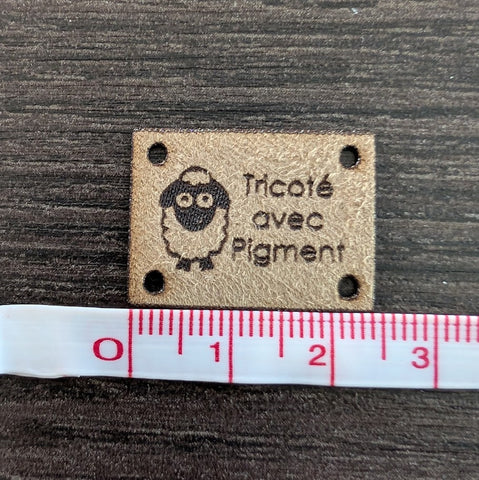 Tricoté
avec
Pigment
0 1 2 3